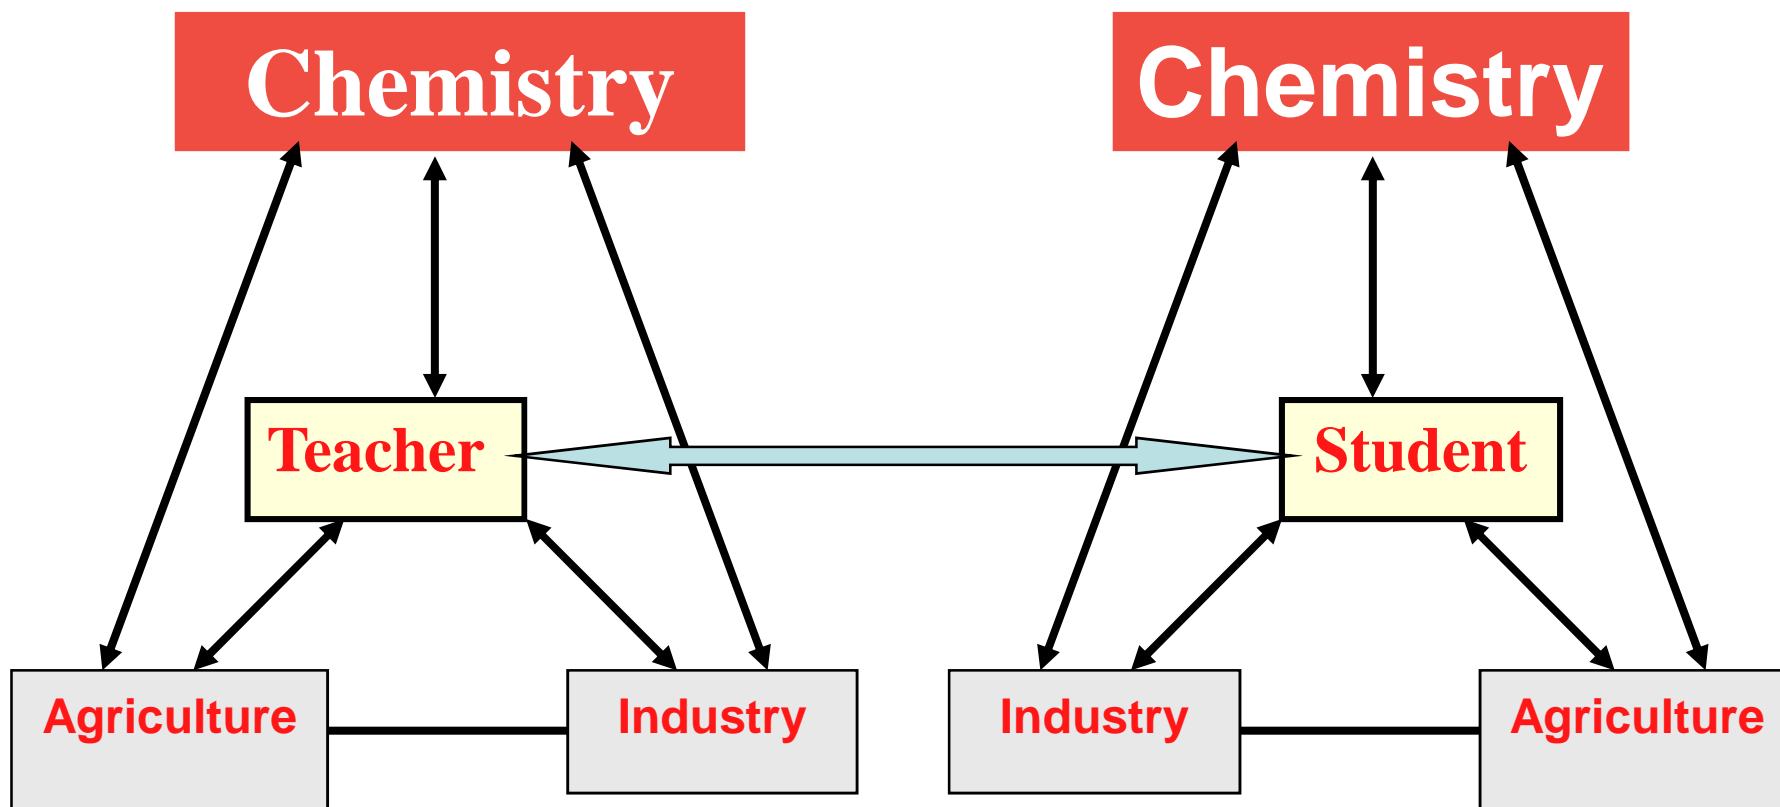 Chemistry
Chemistry
Teacher
Student
Agriculture
Industry
Industry
Agriculture